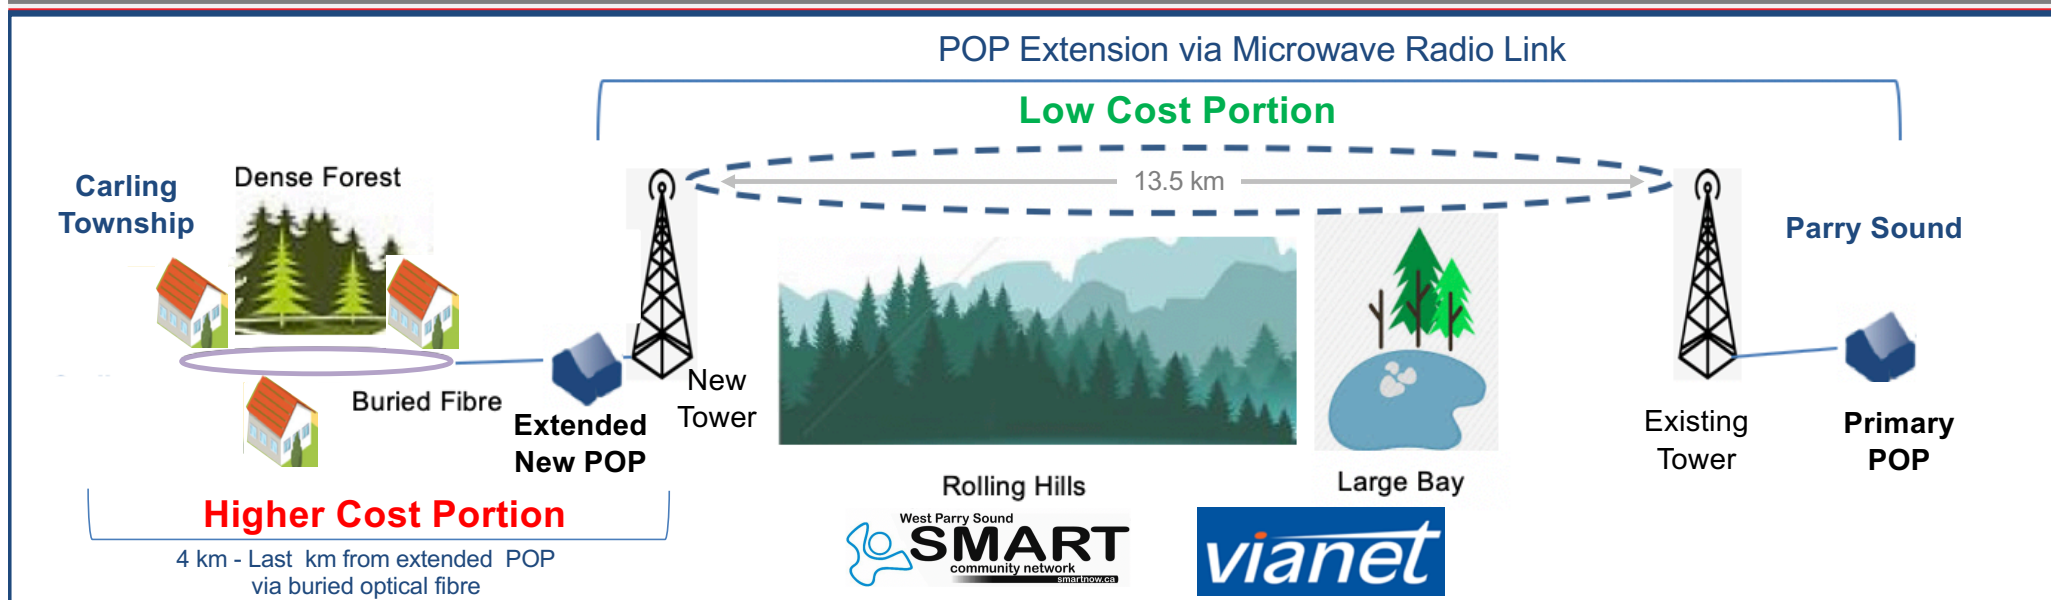 POP Extension via Microwave Radio Link
Low Cost Portion
13.5 km
Carling
Township
Dense Forest
Parry Sound
Buried Fibre
Extended
New POP
New
Tower
Existing
Tower
Primary
POP
Rolling Hills
Large Bay
Higher Cost Portion
4 km - Last  km from extended  POP
via buried optical fibre
West Parry Sound
SMART
community network
smartnow.ca
vianet